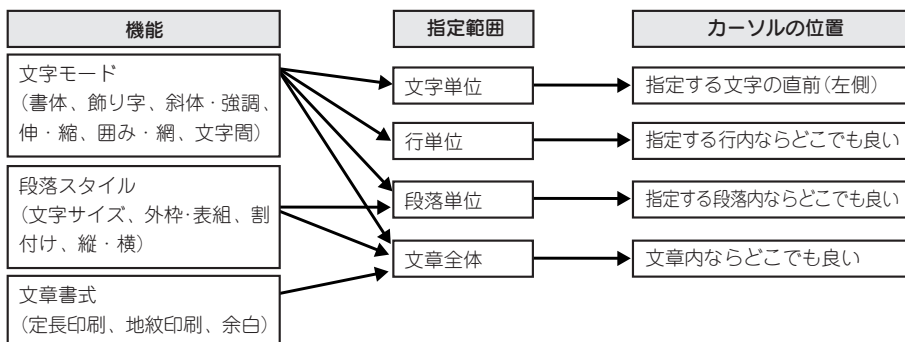 機能
文字モード
（書体、飾り字、斜体・強調、
伸・縮、囲み・網、文字間）
段落スタイル
（文字サイズ、外枠・表組、割
付け、縦・横）
文章書式
（定長印刷、地紋印刷、余白）
指定範囲
文字単位
行単位
段落単位
文章全体
カーソルの位置
指定する文字の直前（左側）
指定する行内ならどこでも良い
指定する段落内ならどこでも良い
文章内ならどこでも良い